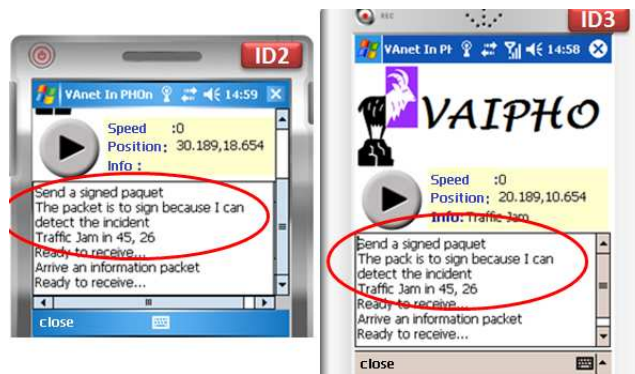 ID2
VAnet In PHOn 14:59
Speed :0
Position: 30.189,18.654
Info :
Send a signed paquet
The packet is to sign because I can
detect the incident
Traffic Jam in 45, 26
Ready to receive...
Arrive an information packet
Ready to receive...
close
REC
ID3
VAnet In PH 14:58
VAIPHO
Speed :0
Position: 20.189,10.654
Info: Traffic Jam
Send a signed paquet
The pack is to sign because I can
detect the incident
Traffic Jam in 45, 26
Ready to receive...
Arrive an information packet
Ready to receive...
close